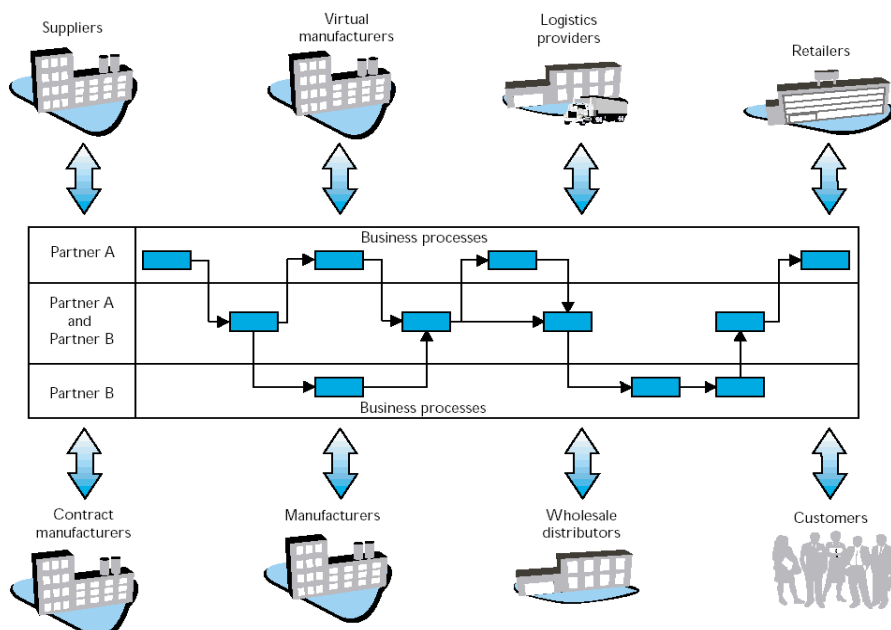 Suppliers
Virtual
manufacturers
Logistics
providers
Retailers
Business processes
Partner A
Partner A
and
Partner B
Partner B
Business processes
Contract
manufacturers
Manufacturers
Wholesale
distributors
Customers